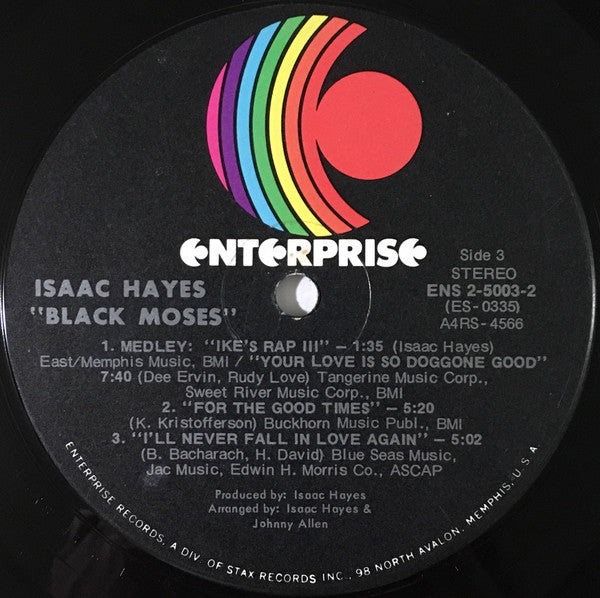 ENTERPRISE
Side 3
STEREO
ENS 2-5003-2
(ES-0335)
A4RS-4566
ISAAC HAYES
"BLACK MOSES"
1. MEDLEY: "IKE'S RAP III" – 1:35 (Isaac Hayes)
East/Memphis Music, BMI / "YOUR LOVE IS SO DOGGONE GOOD"
7:40 (Dee Ervin, Rudy Love) Tangerine Music Corp.,
Sweet River Music Corp., BMI
2. "FOR THE GOOD TIMES" – 5:20
(K. Kristofferson) Buckhorn Music Publ., BMI
3. "I'LL NEVER FALL IN LOVE AGAIN" – 5:02
(B. Bacharach, H. David) Blue Seas Music,
Jac Music, Edwin H. Morris Co., ASCAP
Produced by: Isaac Hayes
Arranged by: Isaac Hayes &
Johnny Allen
ENTERPRISE RECORDS, A DIV. OF STAX RECORDS INC., 98 NORTH AVALON, MEMPHIS, U.S.A